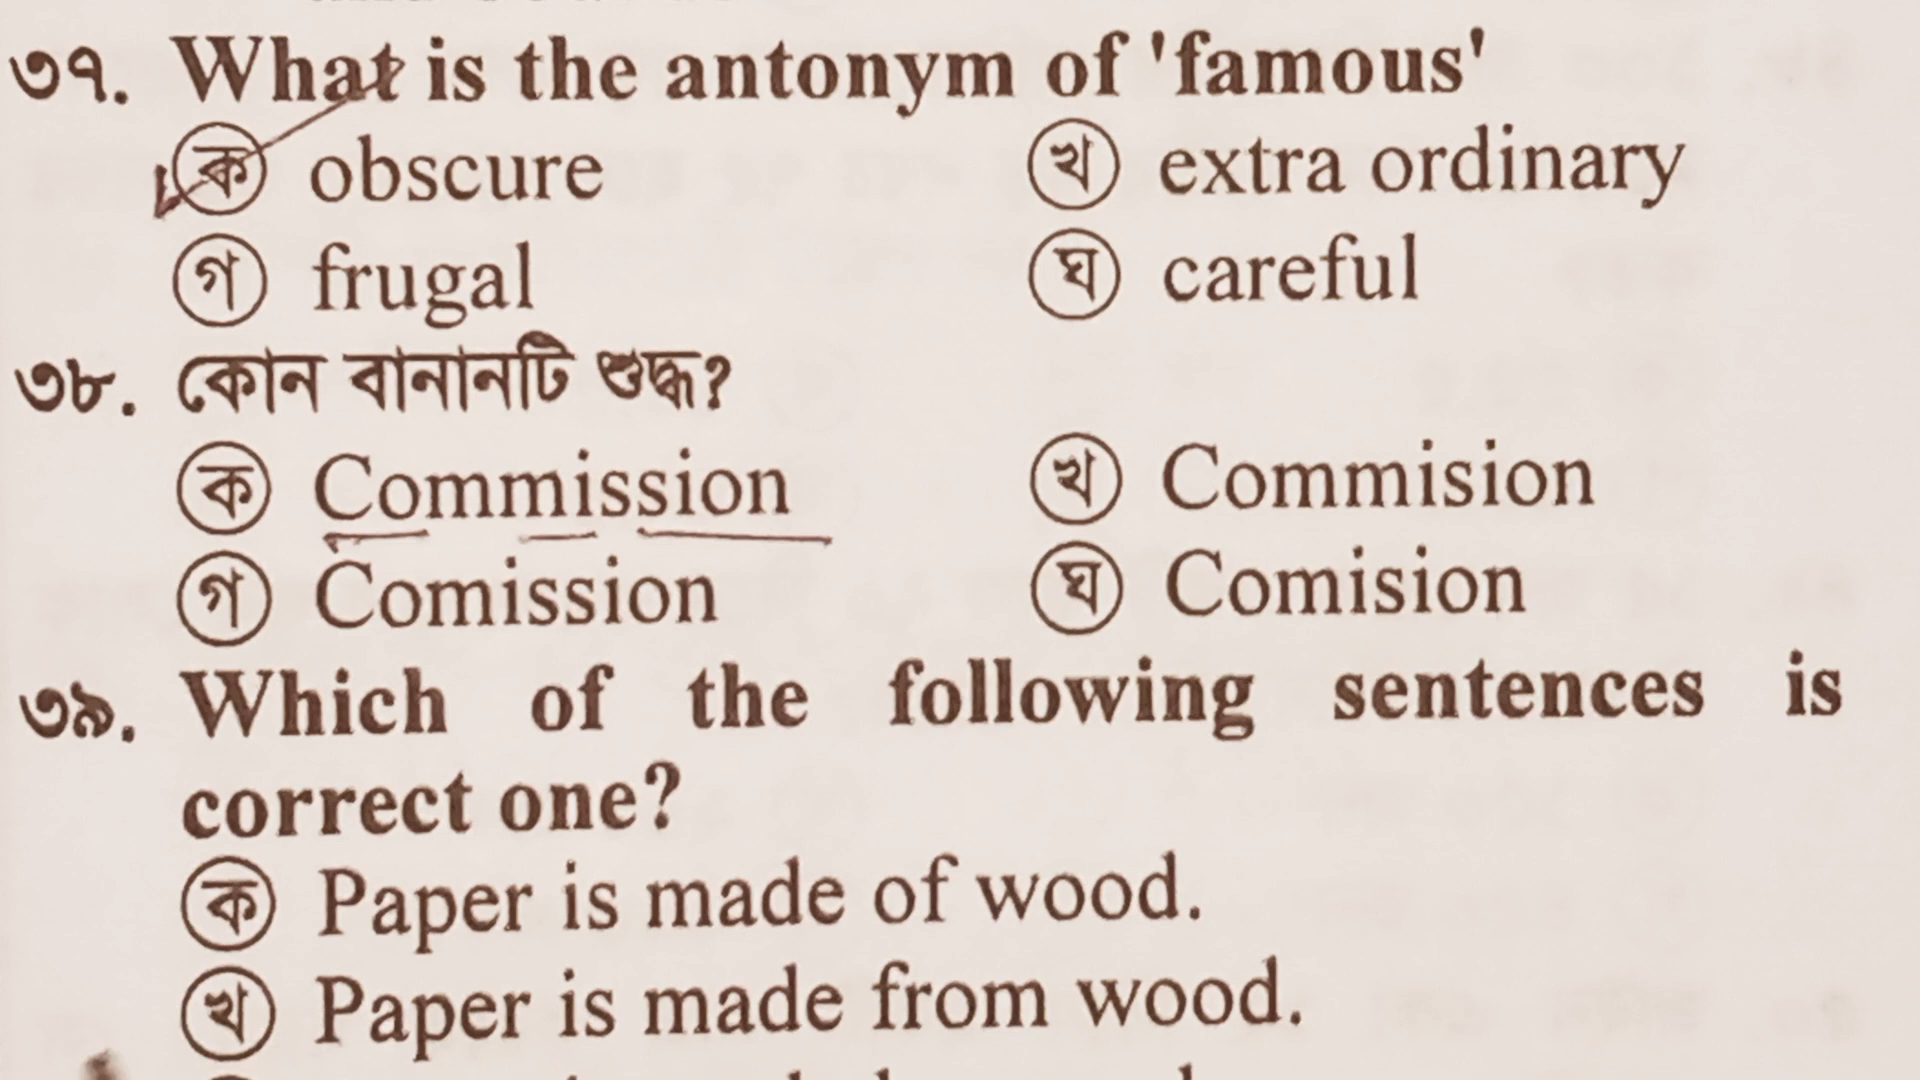 ৩৭. What is the antonym of 'famous'
ক obscure খ extra ordinary
গ frugal ঘ careful
৩৮. কোন বানানটি শুদ্ধ?
ক Commission খ Commision
গ Comission ঘ Comision
৩৯. Which of the following sentences is
correct one?
ক Paper is made of wood.
খ Paper is made from wood.